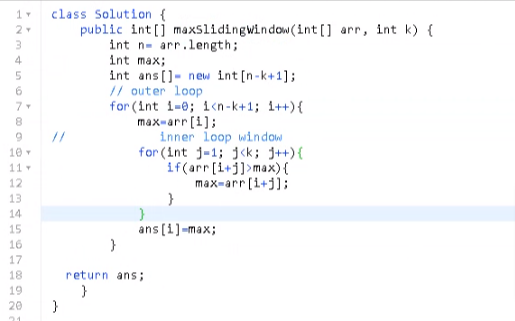 1 class Solution {
2 public int[] maxSlidingWindow(int[] arr, int k) {
3 int n= arr.length;
4 int max;
5 int ans[]= new int[n-k+1];
6 // outer loop
7 for(int i=0; i<n-k+1; i++){
8 max=arr[i];
9 // inner loop window
10 for(int j=1; j<k; j++){
11 if(arr[i+j]>max){
12 max=arr[i+j];
13 }
14 }
15 ans[i]=max;
16 }
17
18 return ans;
19 }
20 }
21